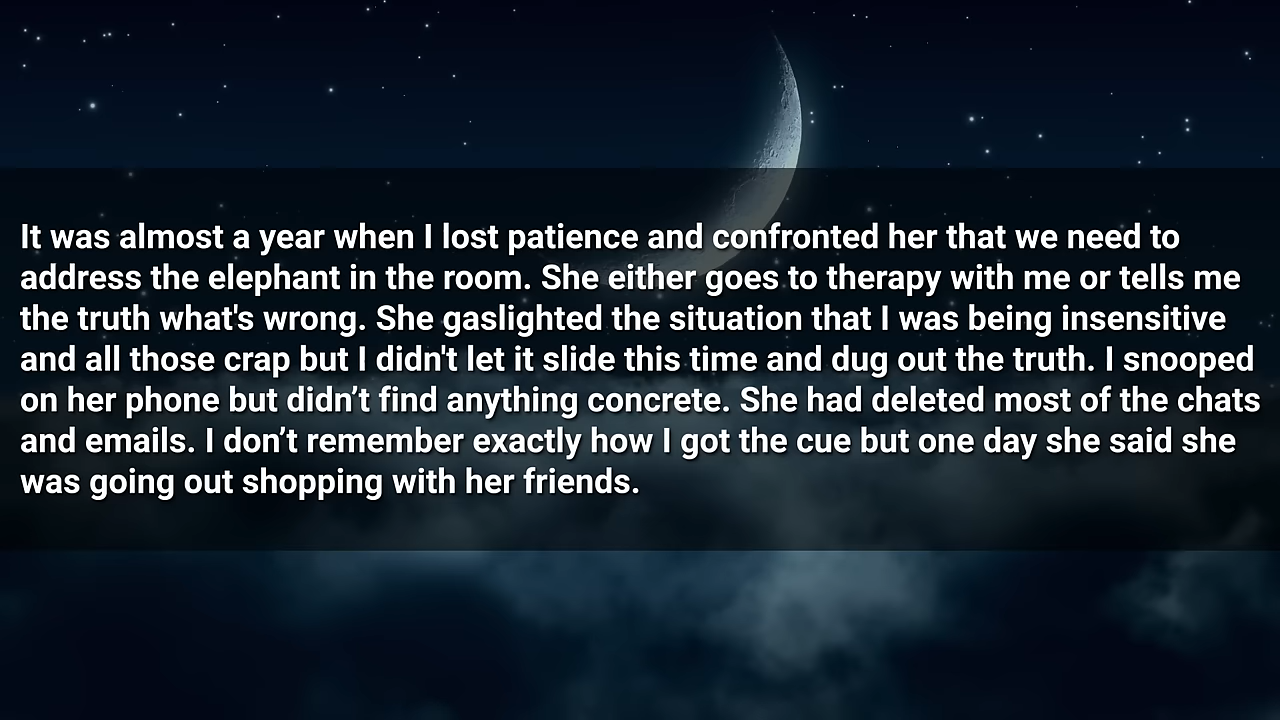 It was almost a year when I lost patience and confronted her that we need to
address the elephant in the room. She either goes to therapy with me or tells me
the truth what's wrong. She gaslighted the situation that I was being insensitive
and all those crap but I didn't let it slide this time and dug out the truth. I snooped
on her phone but didn’t find anything concrete. She had deleted most of the chats
and emails. I don’t remember exactly how I got the cue but one day she said she
was going out shopping with her friends.